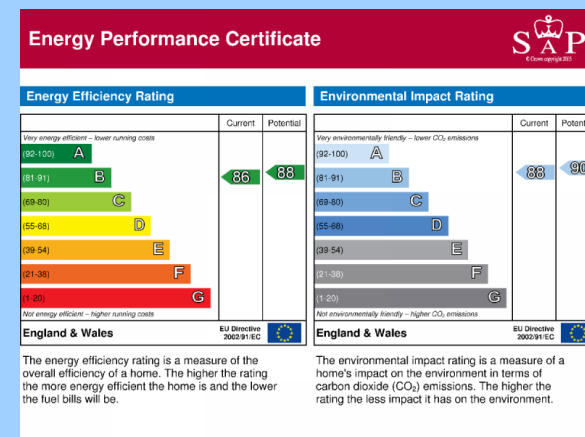 Energy Performance Certificate
SAP
© Crown copyright 2005
Energy Efficiency Rating
Current Potential
Very energy efficient – lower running costs
(92-100) A
(81-91) B
86 88
(69-80) C
(55-68) D
(39-54) E
(21-38) F
(1-20) G
Not energy efficient – higher running costs
England & Wales
EU Directive
2002/91/EC
The energy efficiency rating is a measure of the
overall efficiency of a home. The higher the rating
the more energy efficient the home is and the lower
the fuel bills will be.
Environmental Impact Rating
Current Potent
Very environmentally friendly – lower CO₂ emissions
(92-100) A
(81-91) B
88 90
(69-80) C
(55-68) D
(39-54) E
(21-38) F
(1-20) G
Not environmentally friendly – higher CO₂ emissions
England & Wales
EU Directive
2002/91/EC
The environmental impact rating is a measure of a
home's impact on the environment in terms of
carbon dioxide (CO₂) emissions. The higher the
rating the less impact it has on the environment.